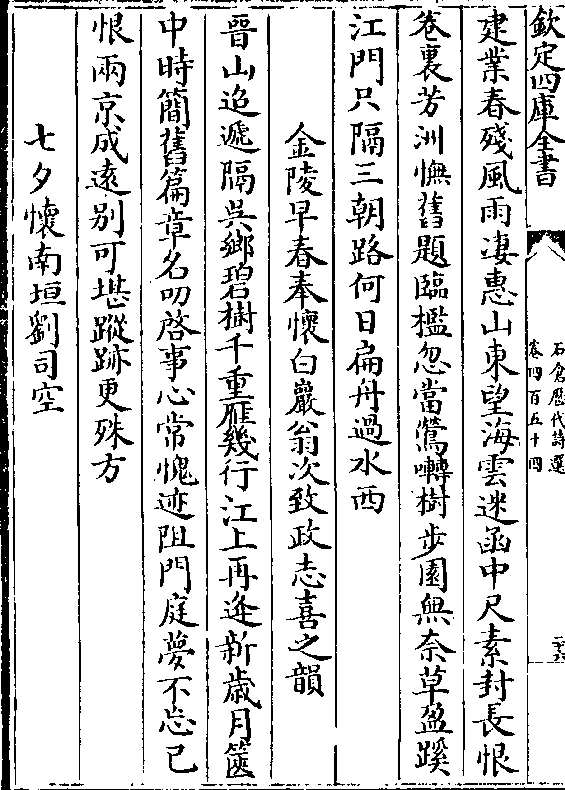 欽定四庫全書
石倉歷代詩選
卷四百五十四
二十六
建業春殘風雨凄惠山東望海雲迷函中尺素封長恨
卷裏芳洲憮舊題臨檻忽當鶯囀樹步園無奈草盈蹊
江門只隔三朝路何日扁舟過水西
金陵早春奉懷白巖翁次致政志喜之韻
晉山迢遞隔吳鄉碧樹千重雁幾行江上再逢新歲月篋
中時簡舊篇章名叨啓事心常愧迹阻門庭夢不忘已
恨兩京成遠别可堪蹤跡更殊方
七夕懷南垣劉司空